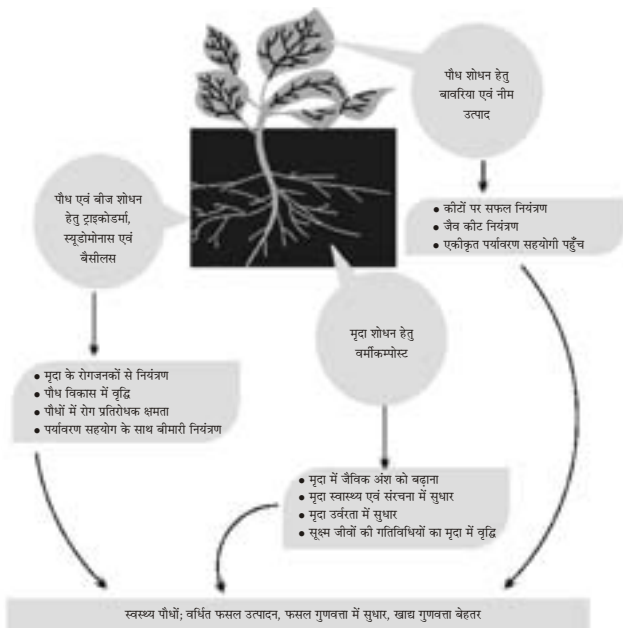 पौध शोधन हेतु
बावरिया एवं नीम
उत्पाद
पौध एवं बीज शोधन
हेतु ट्राइकोडर्मा,
स्यूडोमोनास एवं
बैसीलस
• कीटों पर सफल नियंत्रण
• जैव कीट नियंत्रण
• एकीकृत पर्यावरण सहयोगी पहुँच
मृदा शोधन हेतु
वर्मीकम्पोस्ट
• मृदा के रोगजनकों से नियंत्रण
• पौध विकास में वृद्धि
• पौधों में रोग प्रतिरोधक क्षमता
• पर्यावरण सहयोग के साथ बीमारी नियंत्रण
• मृदा में जैविक अंश को बढ़ाना
• मृदा स्वास्थ्य एवं संरचना में सुधार
• मृदा उर्वरता में सुधार
• सूक्ष्म जीवों की गतिविधियों का मृदा में वृद्धि
स्वस्थ्य पौधों; वर्धित फसल उत्पादन, फसल गुणवत्ता में सुधार, खाद्य गुणवत्ता बेहतर